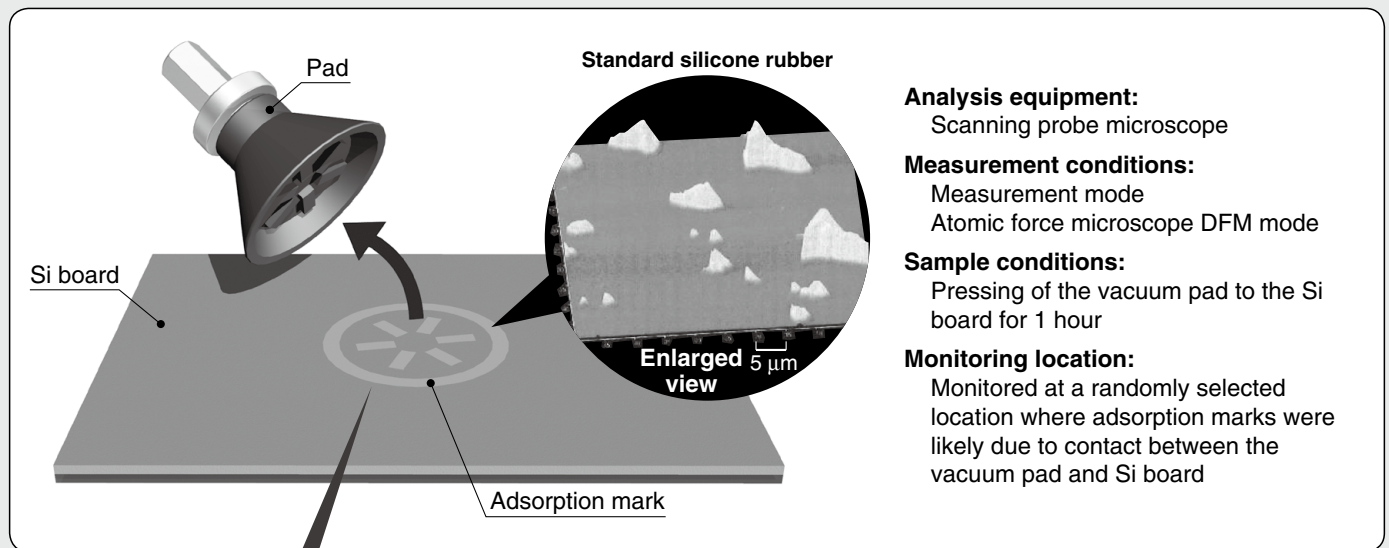 Pad
Standard silicone rubber
Si board
Enlarged
view
5 μm
Adsorption mark
Analysis equipment:
Scanning probe microscope
Measurement conditions:
Measurement mode
Atomic force microscope DFM mode
Sample conditions:
Pressing of the vacuum pad to the Si
board for 1 hour
Monitoring location:
Monitored at a randomly selected
location where adsorption marks were
likely due to contact between the
vacuum pad and Si board